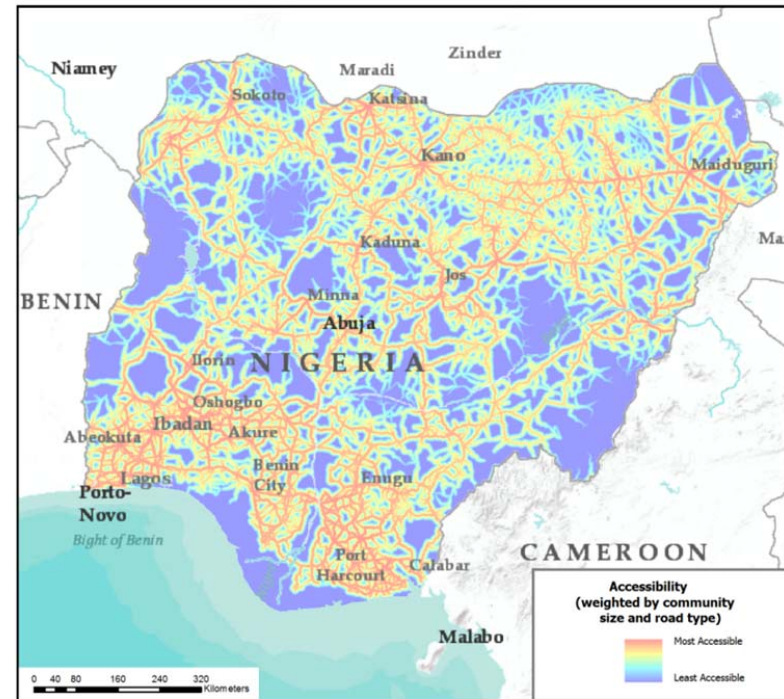 Zinder
Niamey
Maradi
Sokoto
Katsina
Kano
Maiduguri
Kaduna
Ma
Jos
BENIN
Minna
Abuja
Ilorin
NIGERIA
Oshogbo
Ibadan
Abeokuta
Akure
Benin
City
Enugu
Lagos
Porto-
Novo
Bight of Benin
Port
Harcourt
Calabar
CAMEROON
Malabo
Accessibility
(weighted by community
size and road type)
Most Accessible
Least Accessible
0 40 80 160 240 320
Kilometers